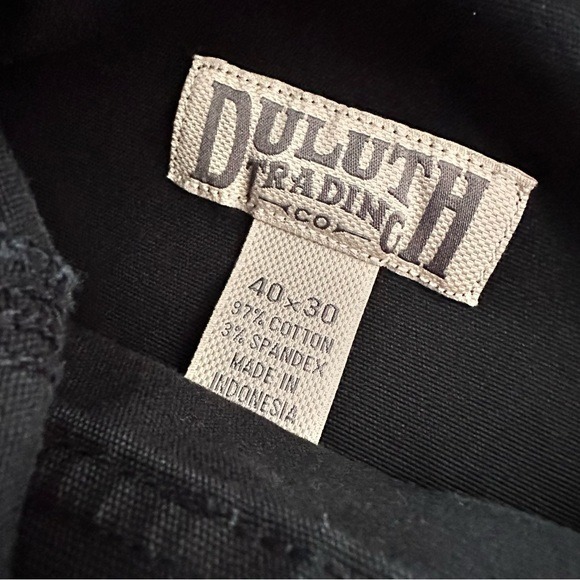 DULUTH
TRADING
CO
40×30
97% COTTON
3% SPANDEX
MADE IN
INDONESIA